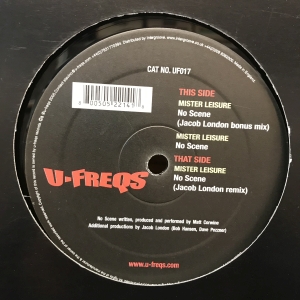 CAT NO. UF017
THIS SIDE
MISTER LEISURE
No Scene
(Jacob London bonus mix)
MISTER LEISURE
No Scene
THAT SIDE
MISTER LEISURE
No Scene
(Jacob London remix)
U-FREQS
No Scene written, produced and performed by Matt Corwine
Additional productions by Jacob London (Bob Hansen, Dave Pezzner)
www.u-freqs.com